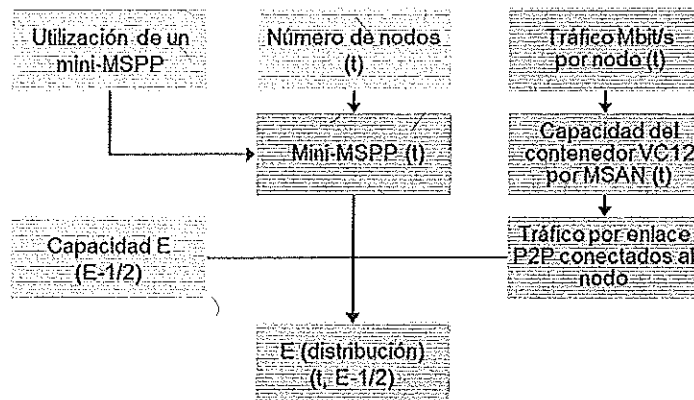 Utilización de un
mini-MSPP
Número de nodos
(t)
Tráfico Mbit/s
por nodo (t)
Mini-MSPP (t)
Capacidad del
contenedor VC12
por MSAN (t)
Capacidad E
(E-1/2)
Tráfico por enlace
P2P conectados al
nodo
E (distribución)
(t, E-1/2)